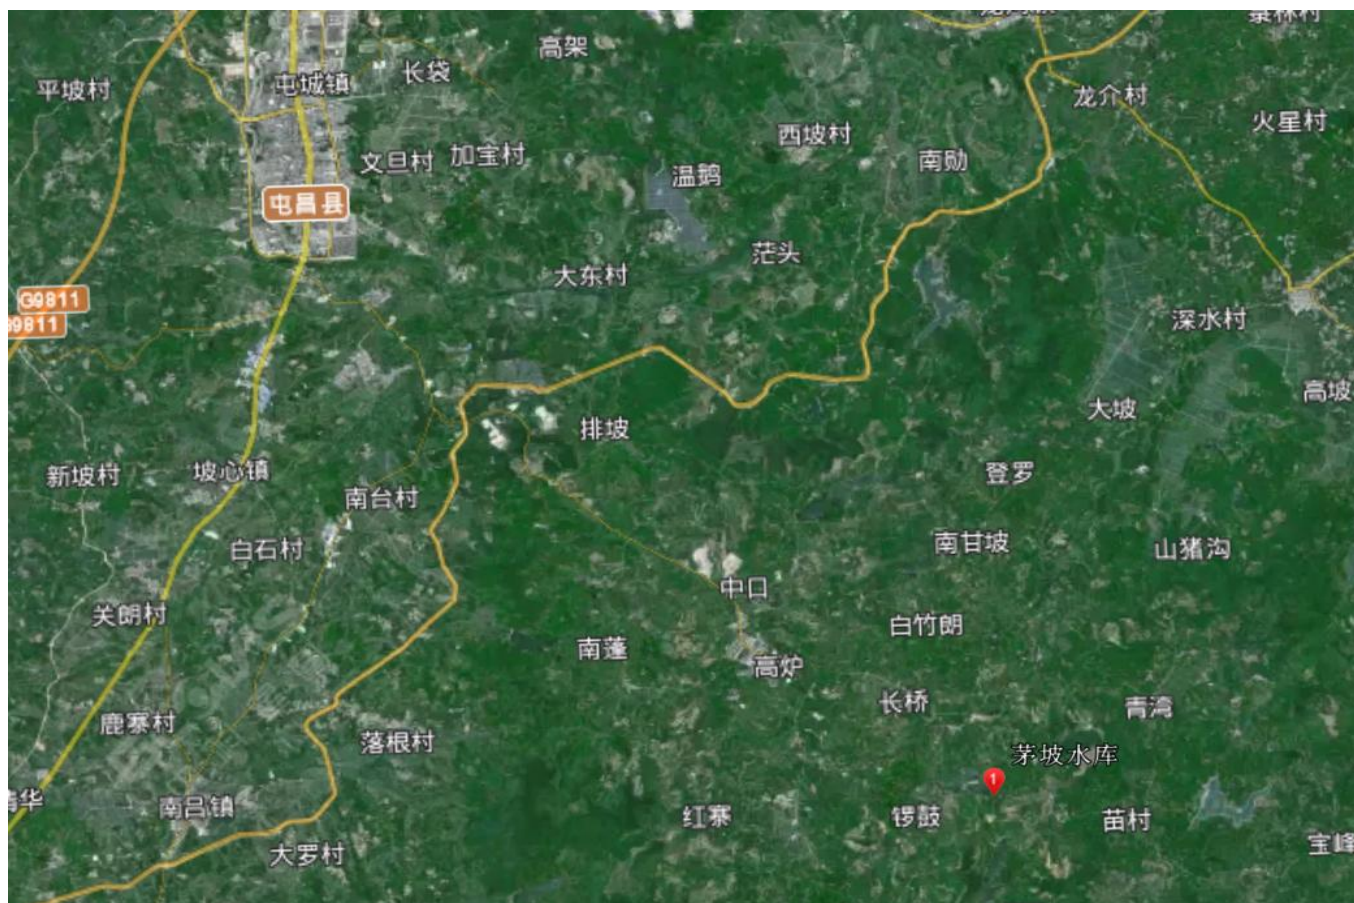 高架
长袋
屯城镇
平坡村
龙介村
火星村
西坡村
文旦村
加宝村
南勋
温鹅
屯昌县
茫头
大东村
G9811
深水村
高坡
大坡
排坡
登罗
坡心镇
新坡村
南台村
南甘坡
白石村
山猪沟
中口
关朗村
白竹朗
南蓬
高炉
长桥
青湾
鹿寨村
落根村
茅坡水库
1
南吕镇
红寨
锣鼓
苗村
大罗村
宝峰